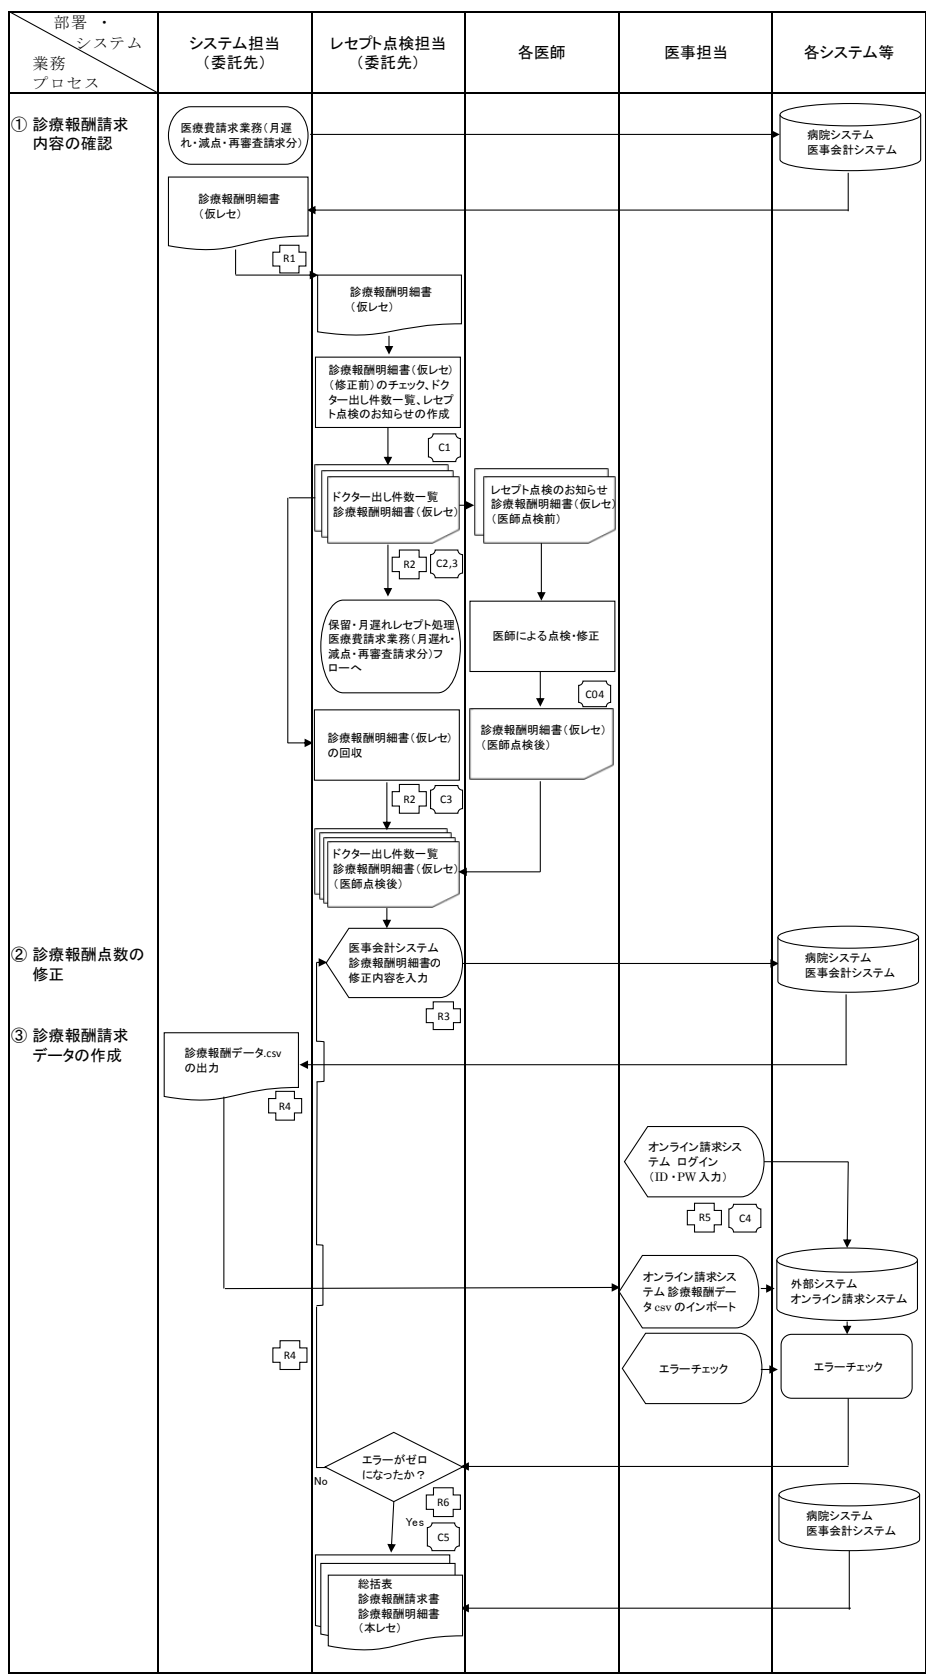 部署 ・
システム
業務
プロセス
システム担当
（委託先）
レセプト点検担当
（委託先）
各医師
医事担当
各システム等
① 診療報酬請求
内容の確認
医療費請求業務（月遅
れ・減点・再審査請求分）
病院システム
医事会計システム
診療報酬明細書
（仮レセ）
R1
診療報酬明細書
（仮レセ）
診療報酬明細書（仮レセ）
（修正前）のチェック、ドク
ター出し件数一覧、レセプ
ト点検のお知らせの作成
C1
ドクター出し件数一覧
診療報酬明細書（仮レセ）
レセプト点検のお知らせ
診療報酬明細書（仮レセ）
（医師点検前）
R2
C2,3
保留・月遅れレセプト処理
医療費請求業務（月遅れ・
減点・再審査請求分）フ
ローへ
医師による点検・修正
C04
診療報酬明細書（仮レセ）
の回収
診療報酬明細書（仮レセ）
（医師点検後）
R2
C3
ドクター出し件数一覧
診療報酬明細書（仮レセ）
（医師点検後）
② 診療報酬点数の
修正
医事会計システム
診療報酬明細書の
修正内容を入力
病院システム
医事会計システム
R3
③ 診療報酬請求
データの作成
診療報酬データ.csv
の出力
R4
オンライン請求シス
テム ログイン
（ID・PW 入力）
R5
C4
オンライン請求シス
テム 診療報酬デー
タ csv のインポート
外部システム
オンライン請求システム
R4
エラーチェック
エラーチェック
エラーがゼロ
になったか？
No
R6
Yes
C5
病院システム
医事会計システム
総括表
診療報酬請求書
診療報酬明細書
（本レセ）